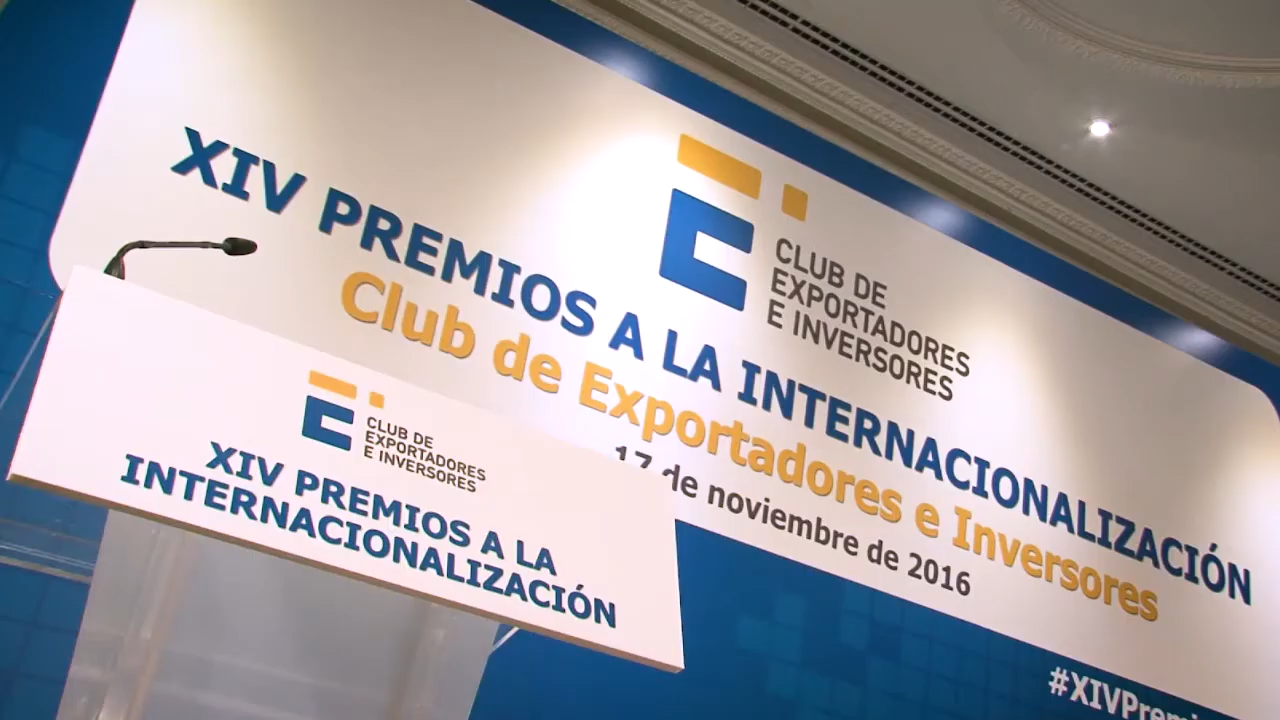 CLUB DE
EXPORTADORES
E INVERSORES
XIV PREMIOS A LA INTERNACIONALIZACIÓN
Club de Exportadores e Inversores
17 de noviembre de 2016
CLUB DE
EXPORTADORES
E INVERSORES
XIV PREMIOS A LA
INTERNACIONALIZACIÓN